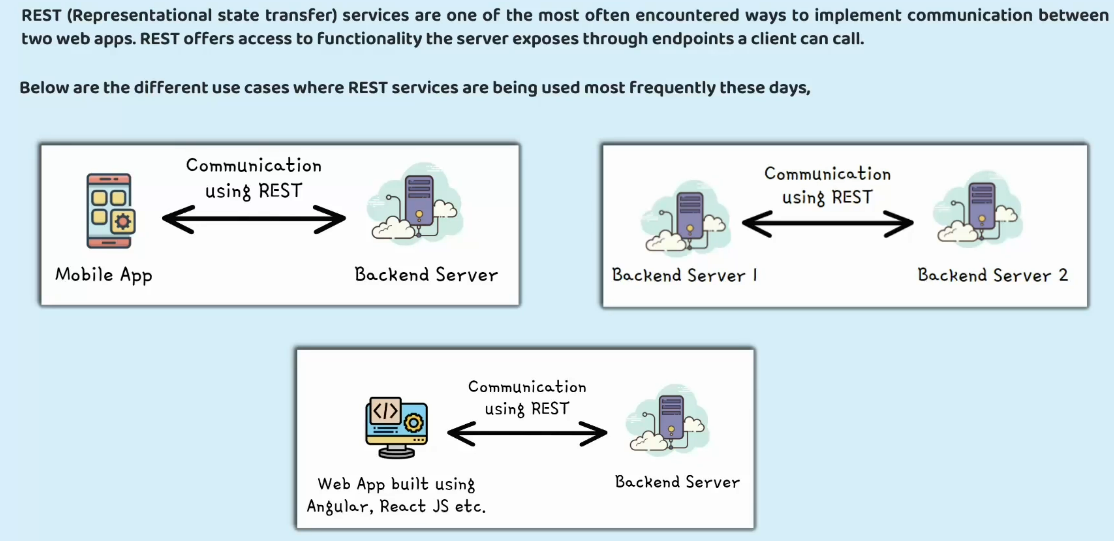 REST (Representational state transfer) services are one of the most often encountered ways to implement communication between
two web apps. REST offers access to functionality the server exposes through endpoints a client can call.
Below are the different use cases where REST services are being used most frequently these days,
Communication
using REST
Mobile App
Backend Server
Communication
using REST
Backend Server 1
Backend Server 2
Communication
using REST
</>
Web App built using
Angular, React JS etc.
Backend Server